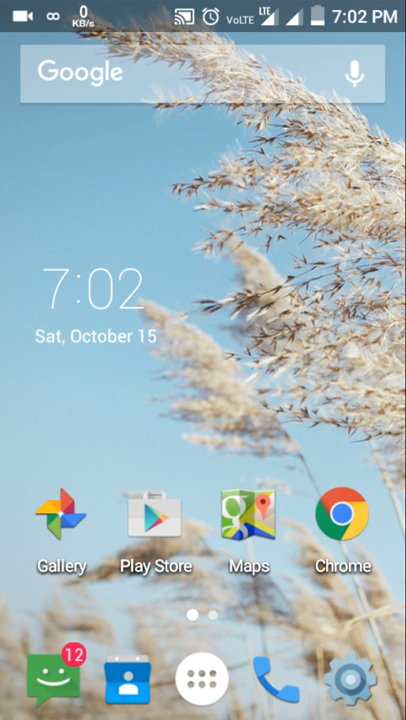 0
KB/s
VoLTE
LTE
7:02 PM
Google
7:02
Sat, October 15
Gallery
Play Store
Maps
Chrome
12